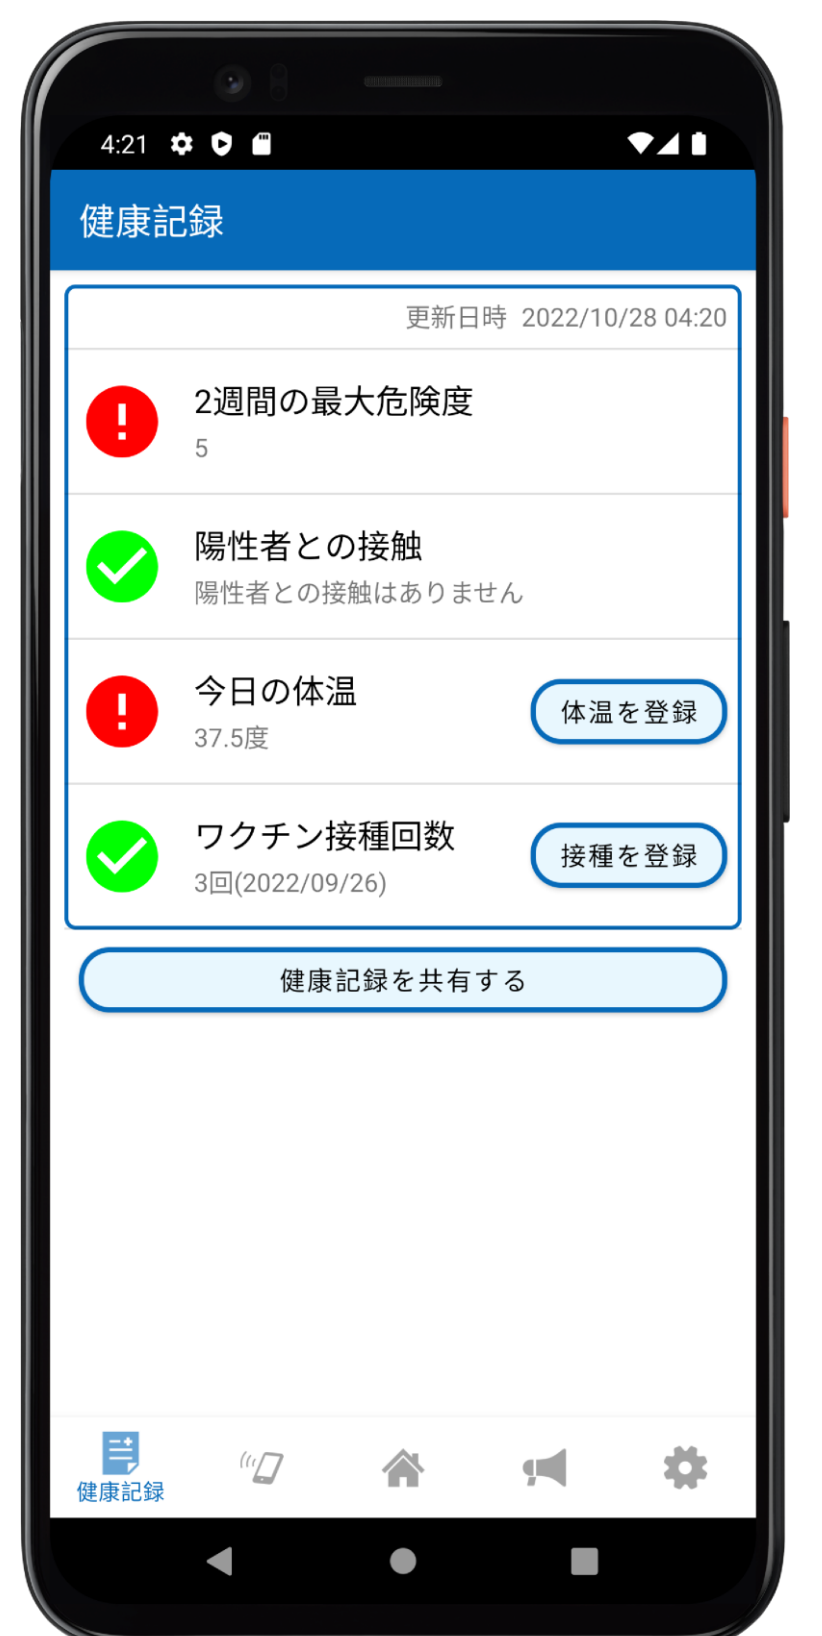 4:21
健康記録
更新日時 2022/10/28 04:20
2週間の最大危険度
5
陽性者との接触
陽性者との接触はありません
今日の体温
37.5度
体温を登録
ワクチン接種回数
3回(2022/09/26)
接種を登録
健康記録を共有する
健康記録